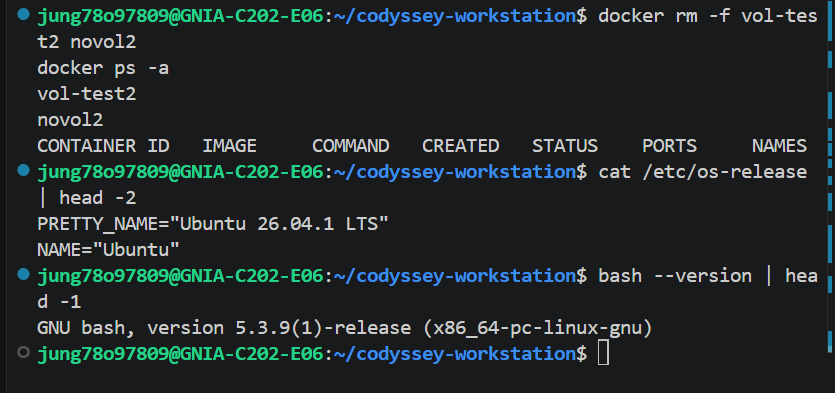 jung78o97809@GNIA-C202-E06:~/codyssey-workstation$ docker rm -f vol-tes
t2 novol2
docker ps -a
vol-test2
novol2
CONTAINER ID   IMAGE     COMMAND   CREATED   STATUS    PORTS     NAMES
jung78o97809@GNIA-C202-E06:~/codyssey-workstation$ cat /etc/os-release
| head -2
PRETTY_NAME="Ubuntu 26.04.1 LTS"
NAME="Ubuntu"
jung78o97809@GNIA-C202-E06:~/codyssey-workstation$ bash --version | hea
d -1
GNU bash, version 5.3.9(1)-release (x86_64-pc-linux-gnu)
jung78o97809@GNIA-C202-E06:~/codyssey-workstation$